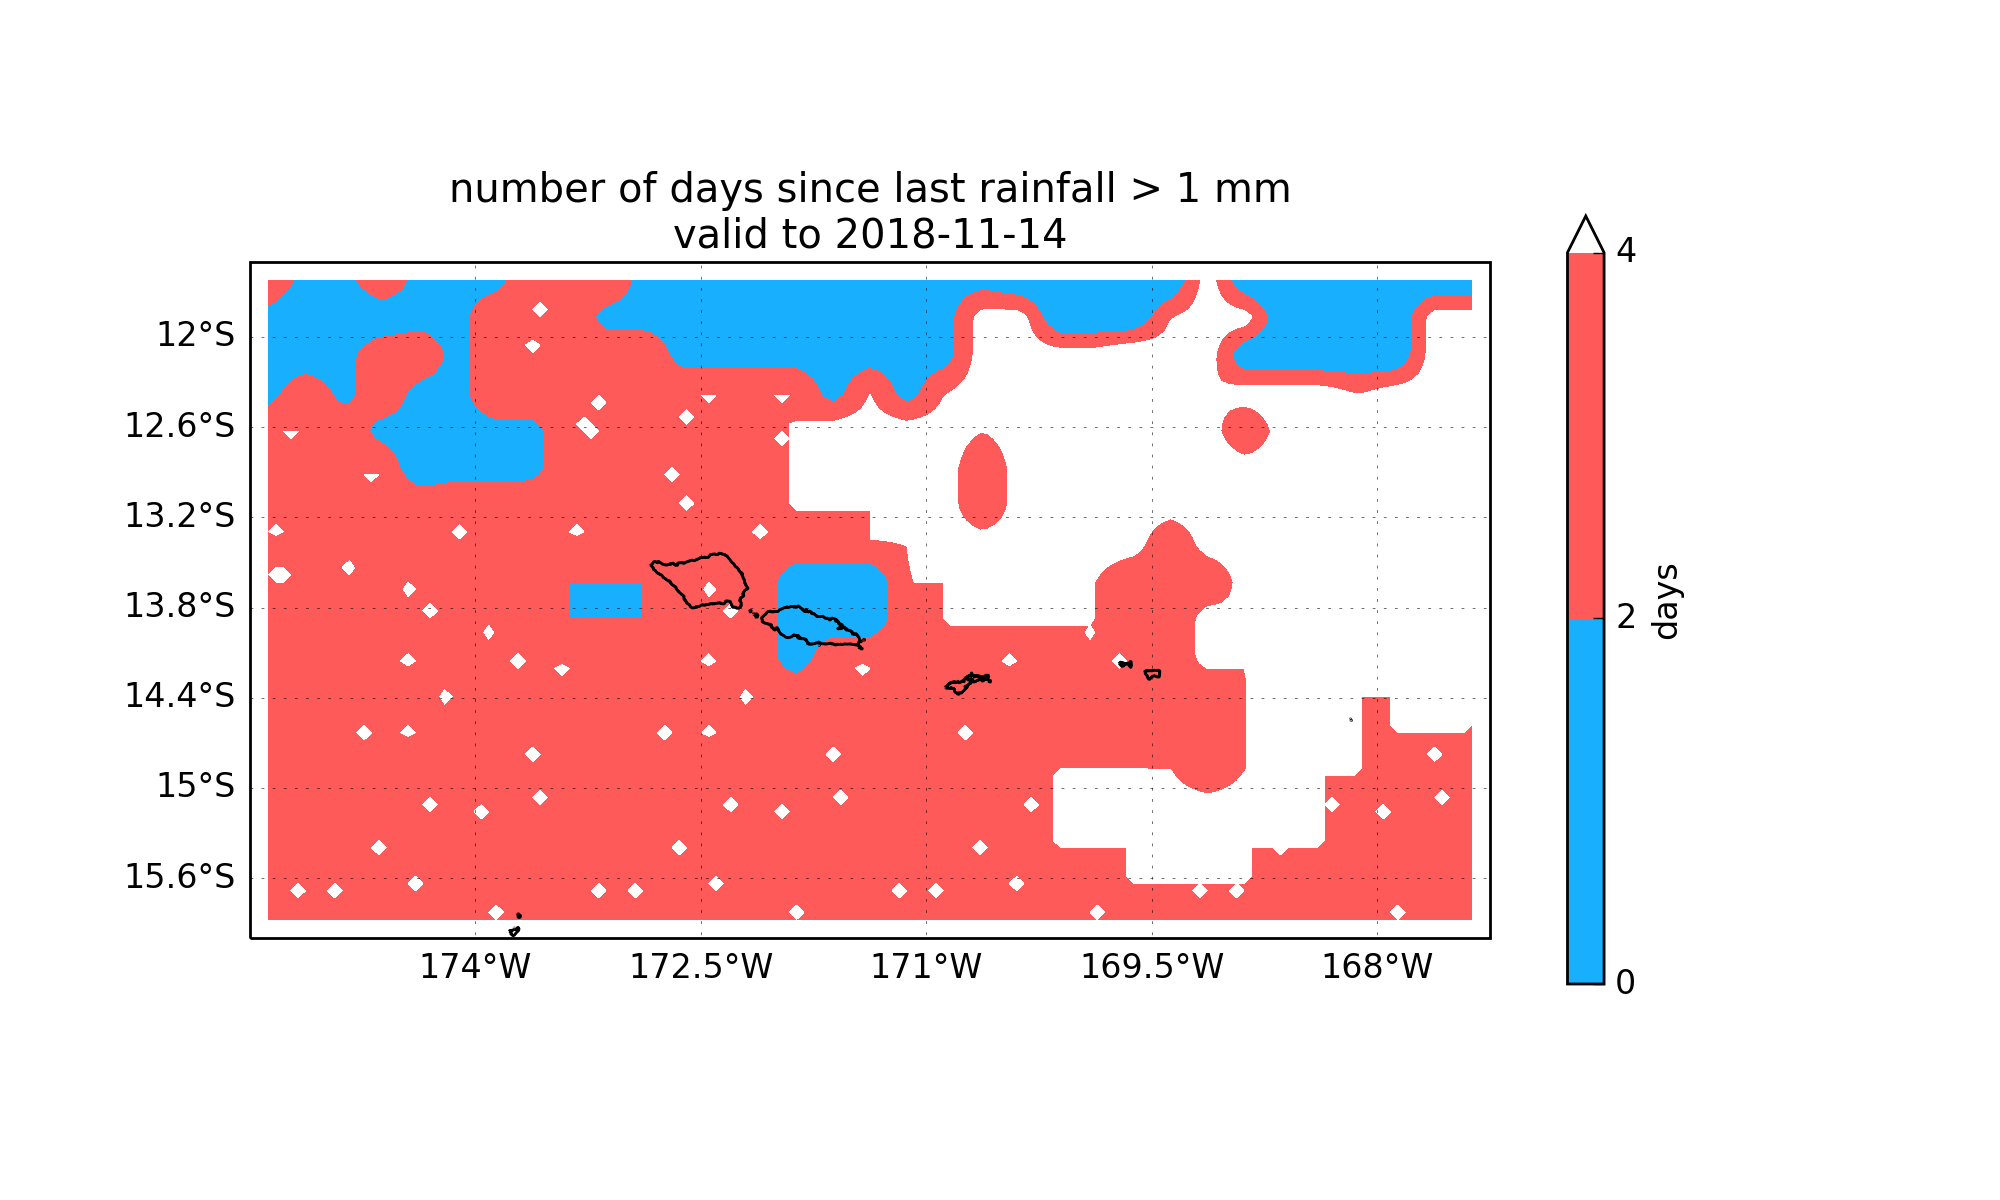 number of days since last rainfall > 1 mm
valid to 2018-11-14
12°S
12.6°S
13.2°S
13.8°S
14.4°S
15°S
15.6°S
174°W
172.5°W
171°W
169.5°W
168°W
4
2
0
days